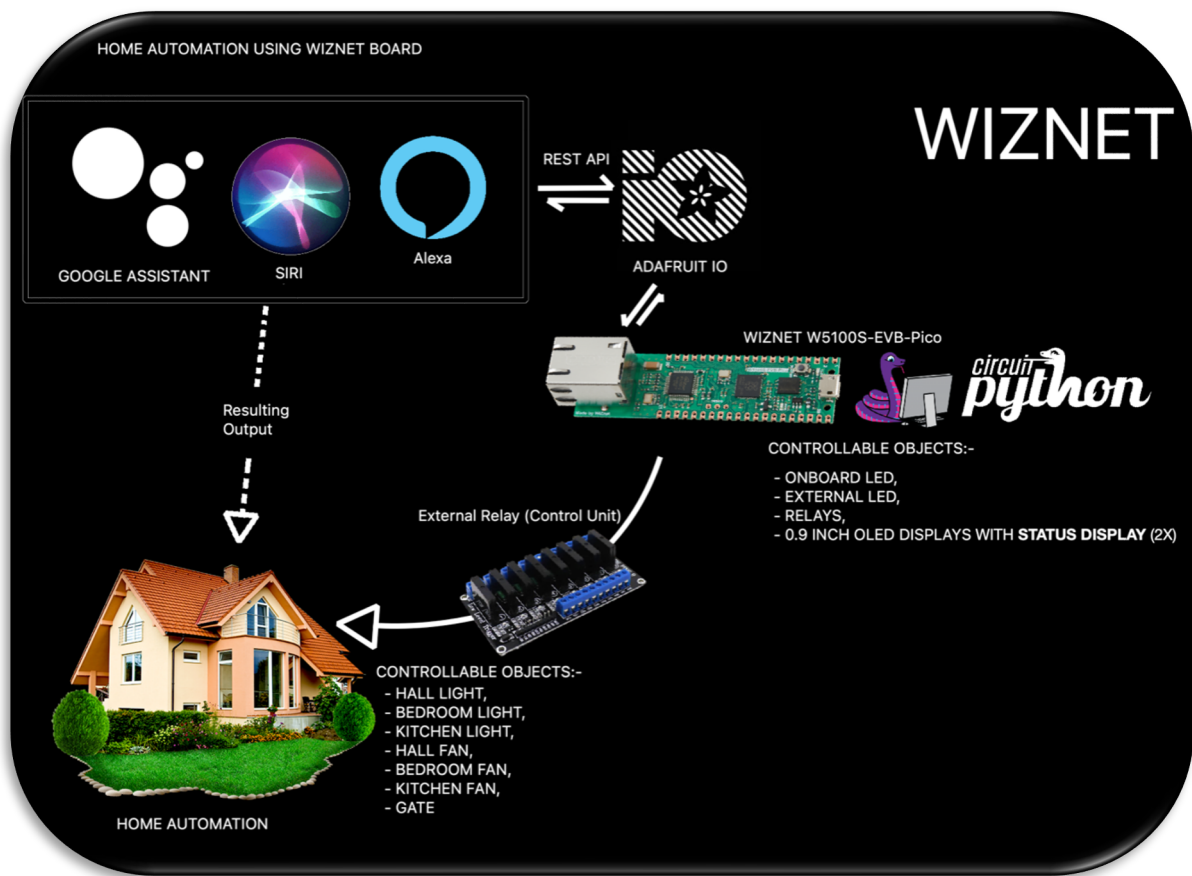 HOME AUTOMATION USING WIZNET BOARD
WIZNET
GOOGLE ASSISTANT
SIRI
Alexa
REST API
iO
ADAFRUIT IO
WIZNET W5100S-EVB-Pico
circuit
python
CONTROLLABLE OBJECTS:-
- ONBOARD LED,
- EXTERNAL LED,
- RELAYS,
- 0.9 INCH OLED DISPLAYS WITH STATUS DISPLAY (2X)
Resulting
Output
External Relay (Control Unit)
CONTROLLABLE OBJECTS:-
- HALL LIGHT,
- BEDROOM LIGHT,
- KITCHEN LIGHT,
- HALL FAN,
- BEDROOM FAN,
- KITCHEN FAN,
- GATE
HOME AUTOMATION